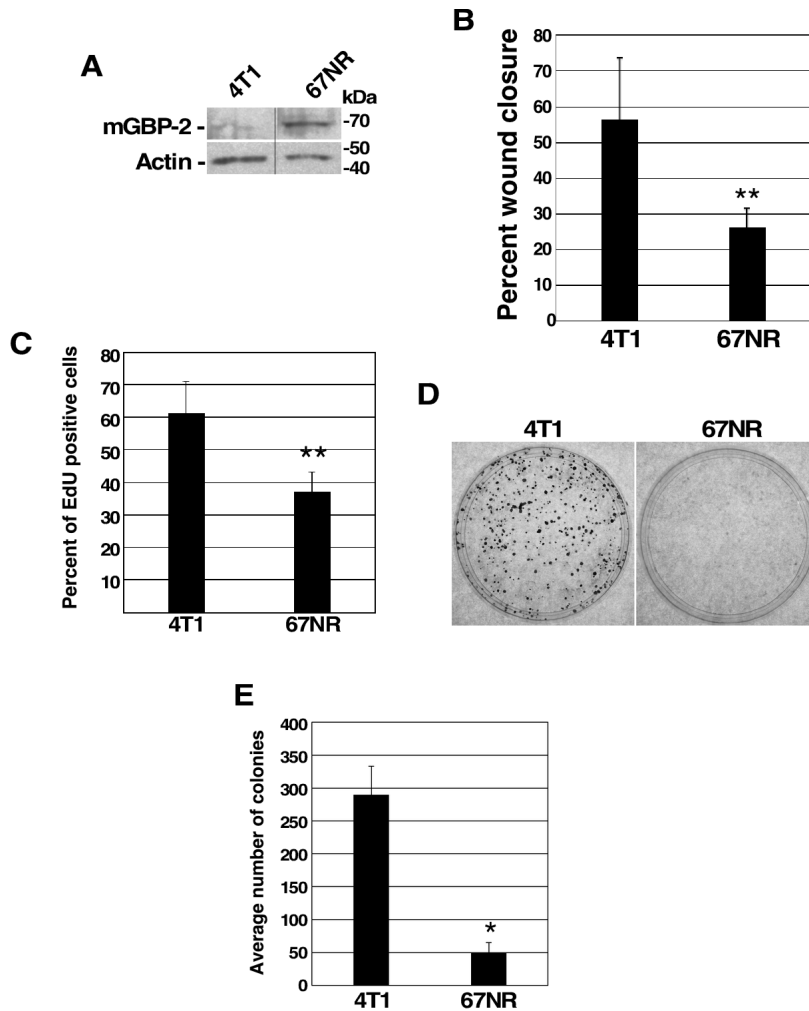 A
4T1
67NR
kDa
mGBP-2 -
-70
Actin -
-50
-40
B
Percent wound closure
80
70
60
50
40
30
20
10
0
**
4T1
67NR
C
Percent of EdU positive cells
80
70
60
50
40
30
20
10
**
4T1
67NR
D
4T1
67NR
E
Average number of colonies
400
350
300
250
200
150
100
50
0
*
4T1
67NR